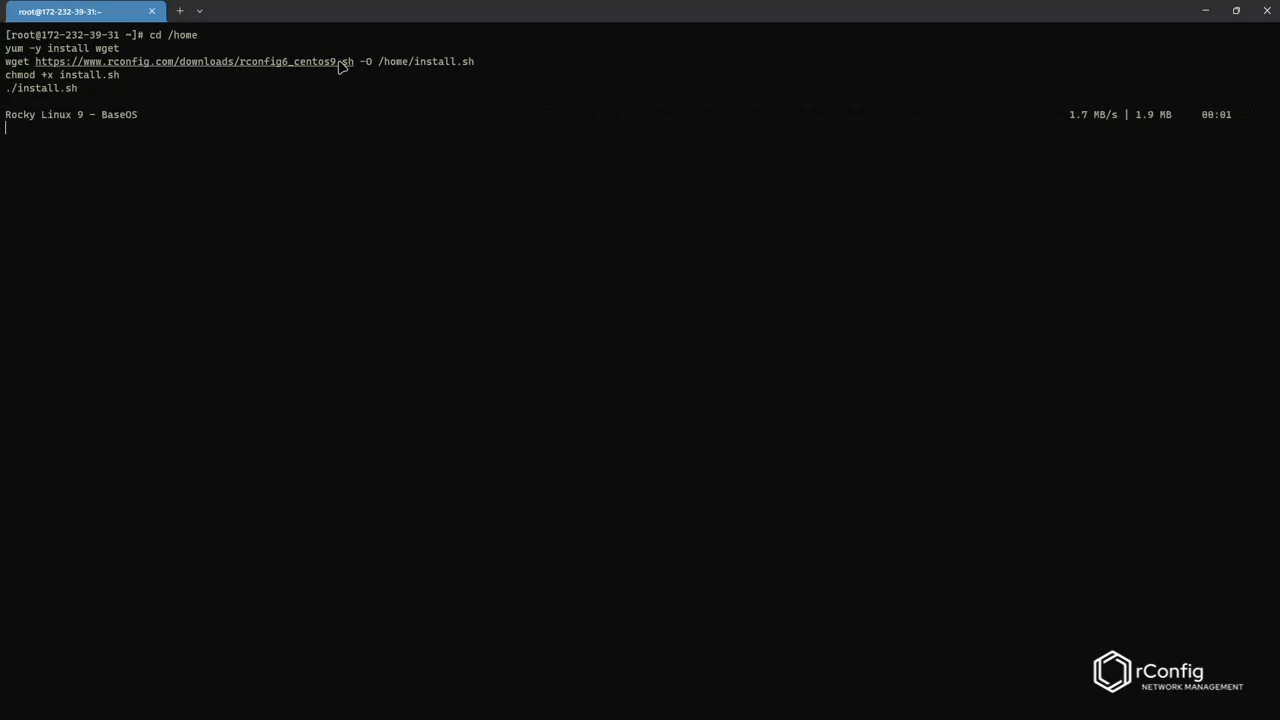 root@172-232-39-31:~
[root@172-232-39-31 ~]# cd /home
yum -y install wget
wget https://www.rconfig.com/downloads/rconfig6_centos9.sh -O /home/install.sh
chmod +x install.sh
./install.sh
Rocky Linux 9 - BaseOS 1.7 MB/s | 1.9 MB 00:01
rConfig
NETWORK MANAGEMENT